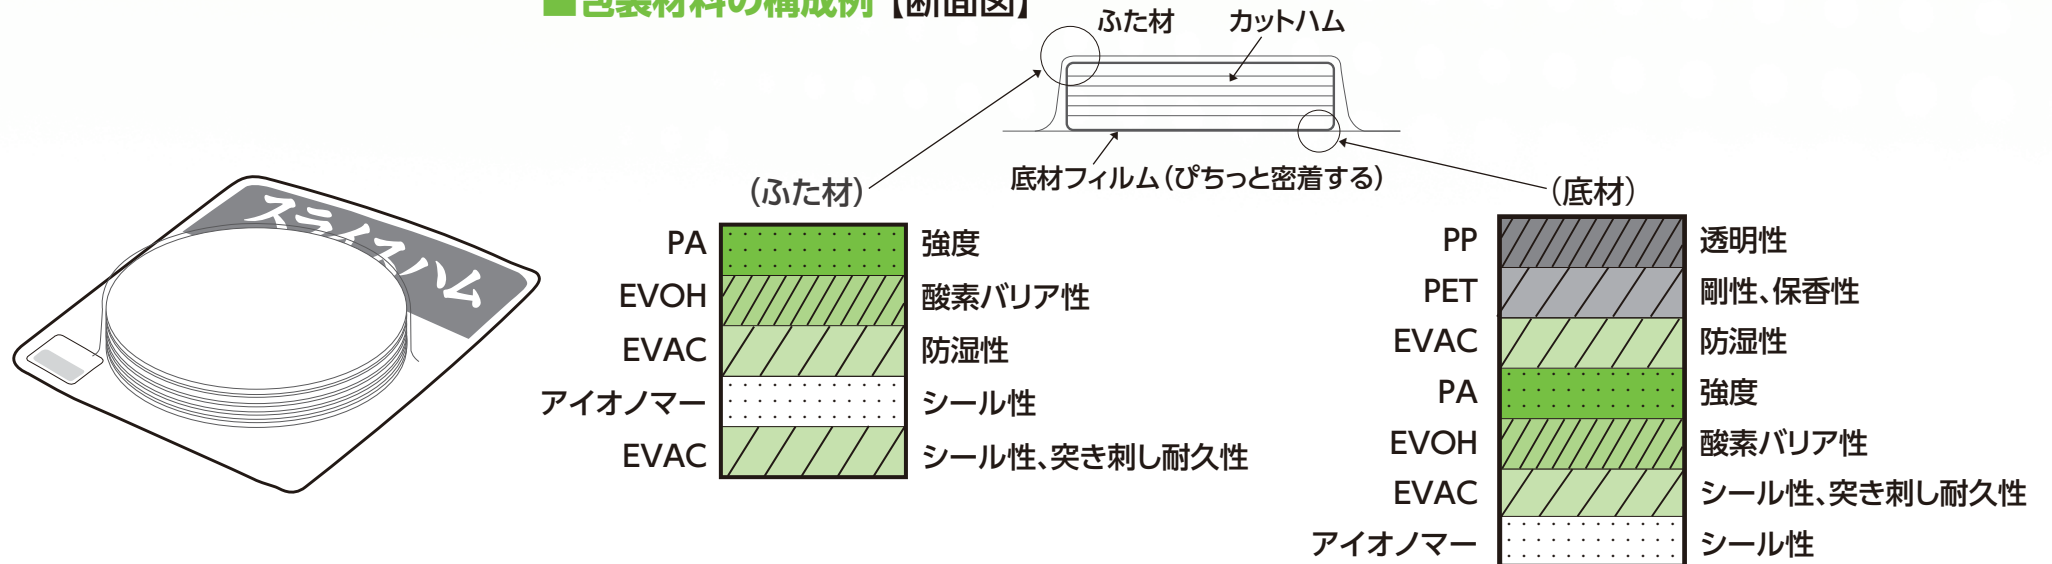 ■包装材料の構成例【断面図】
ふた材
カットハム
底材フィルム(ぴちっと密着する)
スライスハム
(ふた材)
PA 強度
EVOH 酸素バリア性
EVAC 防湿性
アイオノマー シール性
EVAC シール性、突き刺し耐久性
(底材)
PP 透明性
PET 剛性、保香性
EVAC 防湿性
PA 強度
EVOH 酸素バリア性
EVAC シール性、突き刺し耐久性
アイオノマー シール性